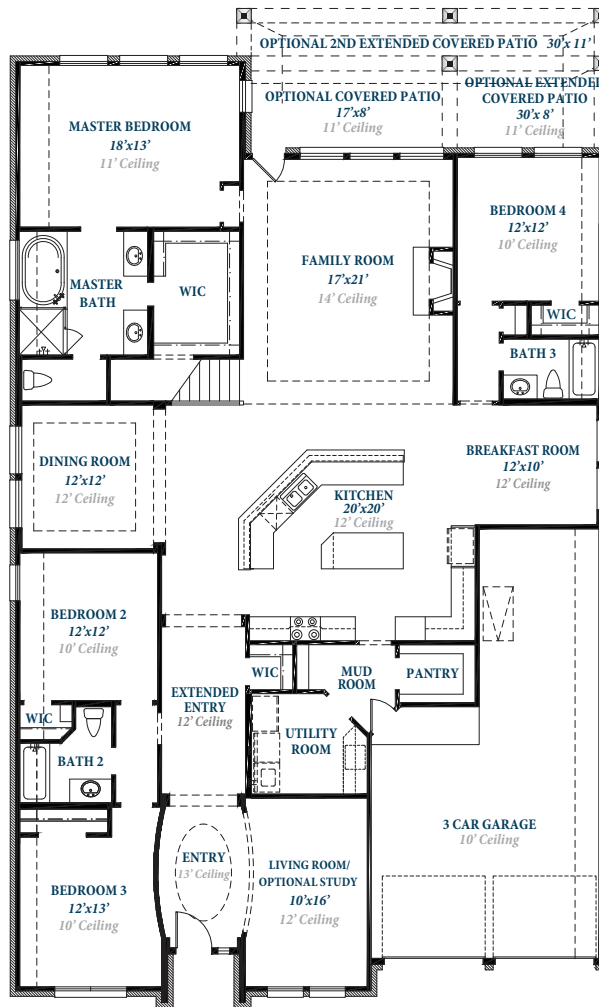 OPTIONAL 2ND EXTENDED COVERED PATIO 30'x 11'
OPTIONAL COVERED PATIO
17'x8'
11' Ceiling
OPTIONAL EXTENDED
COVERED PATIO
30'x 8'
11' Ceiling
MASTER BEDROOM
18'x13'
11' Ceiling
BEDROOM 4
12'x12'
10' Ceiling
FAMILY ROOM
17'x21'
14' Ceiling
MASTER
BATH
WIC
WIC
BATH 3
DINING ROOM
12'x12'
12' Ceiling
BREAKFAST ROOM
12'x10'
12' Ceiling
KITCHEN
20'x20'
12' Ceiling
BEDROOM 2
12'x12'
10' Ceiling
WIC
MUD
ROOM
PANTRY
EXTENDED
ENTRY
12' Ceiling
WIC
UTILITY
ROOM
BATH 2
3 CAR GARAGE
10' Ceiling
ENTRY
13' Ceiling
LIVING ROOM/
OPTIONAL STUDY
10'x16'
12' Ceiling
BEDROOM 3
12'x13'
10' Ceiling